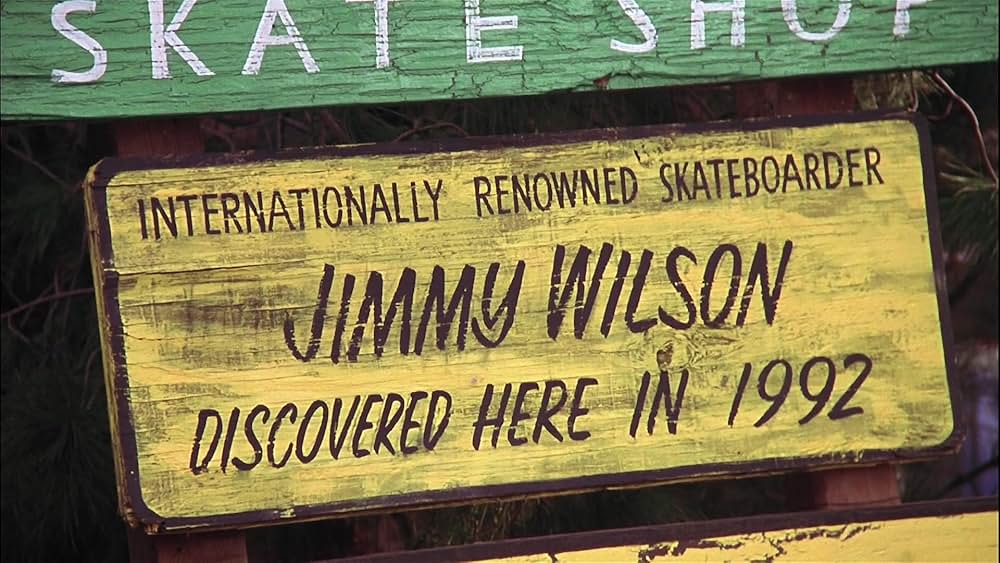 SKATE SHOP
INTERNATIONALLY RENOWNED SKATEBOARDER
JIMMY WILSON
DISCOVERED HERE IN 1992